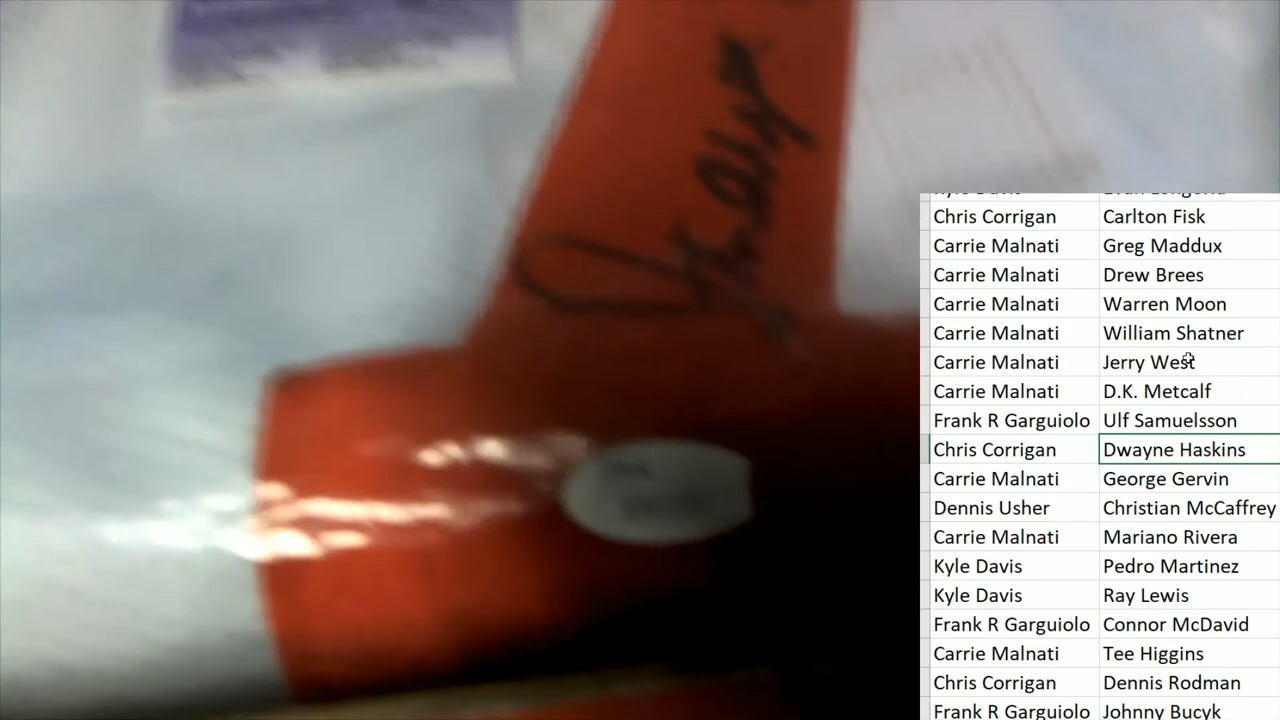 Chris Corrigan Carlton Fisk
Carrie Malnati Greg Maddux
Carrie Malnati Drew Brees
Carrie Malnati Warren Moon
Carrie Malnati William Shatner
Carrie Malnati Jerry West
Carrie Malnati D.K. Metcalf
Frank R Garguiolo Ulf Samuelsson
Chris Corrigan Dwayne Haskins
Carrie Malnati George Gervin
Dennis Usher Christian McCaffrey
Carrie Malnati Mariano Rivera
Kyle Davis Pedro Martinez
Kyle Davis Ray Lewis
Frank R Garguiolo Connor McDavid
Carrie Malnati Tee Higgins
Chris Corrigan Dennis Rodman
Frank R Garguiolo Johnny Bucyk